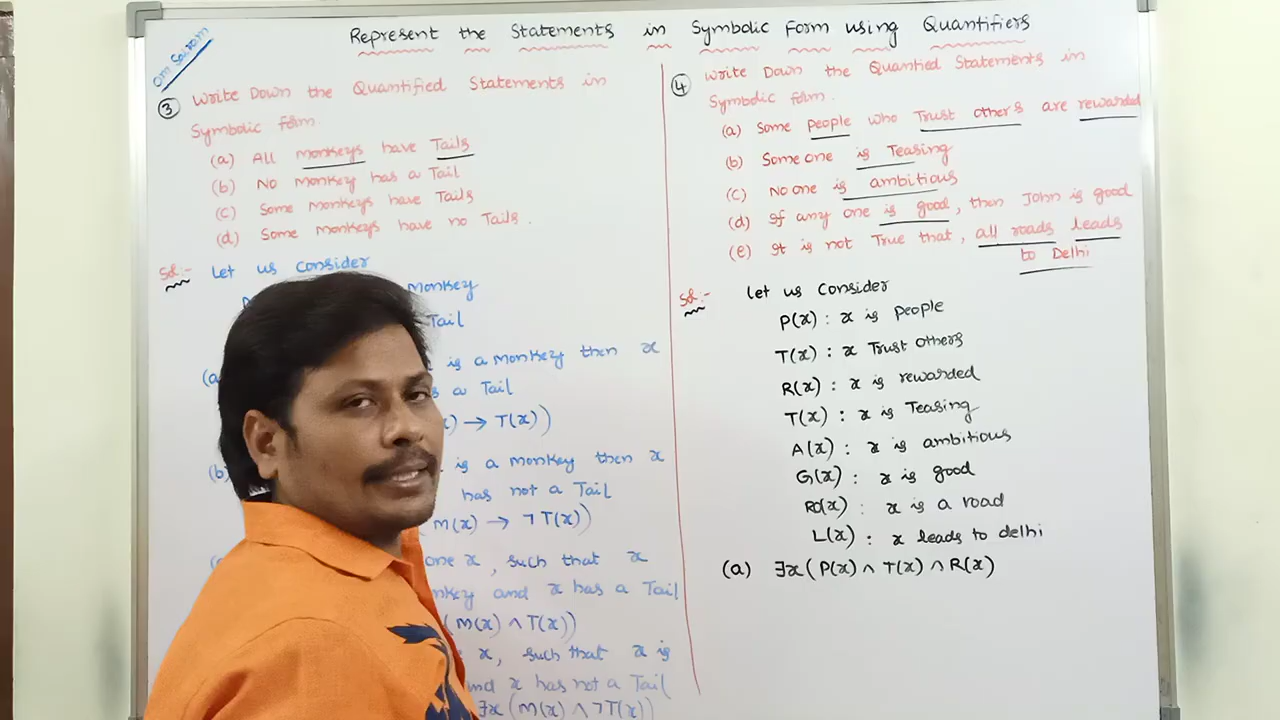 Om Sairam
Represent the Statements in Symbolic Form using Quantifiers
③ Write Down the Quantified Statements in
Symbolic form
(a) All monkeys have Tails
(b) No Monkey has a Tail
(c) Some Monkeys have Tails
(d) Some monkeys have no Tails.
Sol:- Let us consider
Monkey
Tail
(a is a monkey then x
a Tail
→ T(x))
(b) is a monkey then x
has not a Tail
M(x) → ¬T(x))
one x, such that x
and x has a Tail
(M(x) ∧ T(x))
x, such that x is
and x has not a Tail
∃x(M(x) ∧ ¬T(x))
④ Write Down the Quantied Statements in
Symbolic form.
(a) Some people who Trust others are rewarded
(b) Some one is Teasing
(c) No one is ambitious
(d) If any one is good, then John is good
(e) It is not True that, all roads leads
to Delhi
Sol:- Let us Consider
P(x) : x is people
T(x) : x Trust others
R(x) : x is rewarded
T(x) : x is Teasing
A(x) : x is ambitious
G(x) : x is good
RO(x) : x is a road
L(x) : x leads to delhi
(a) ∃x(P(x) ∧ T(x) ∧ R(x)